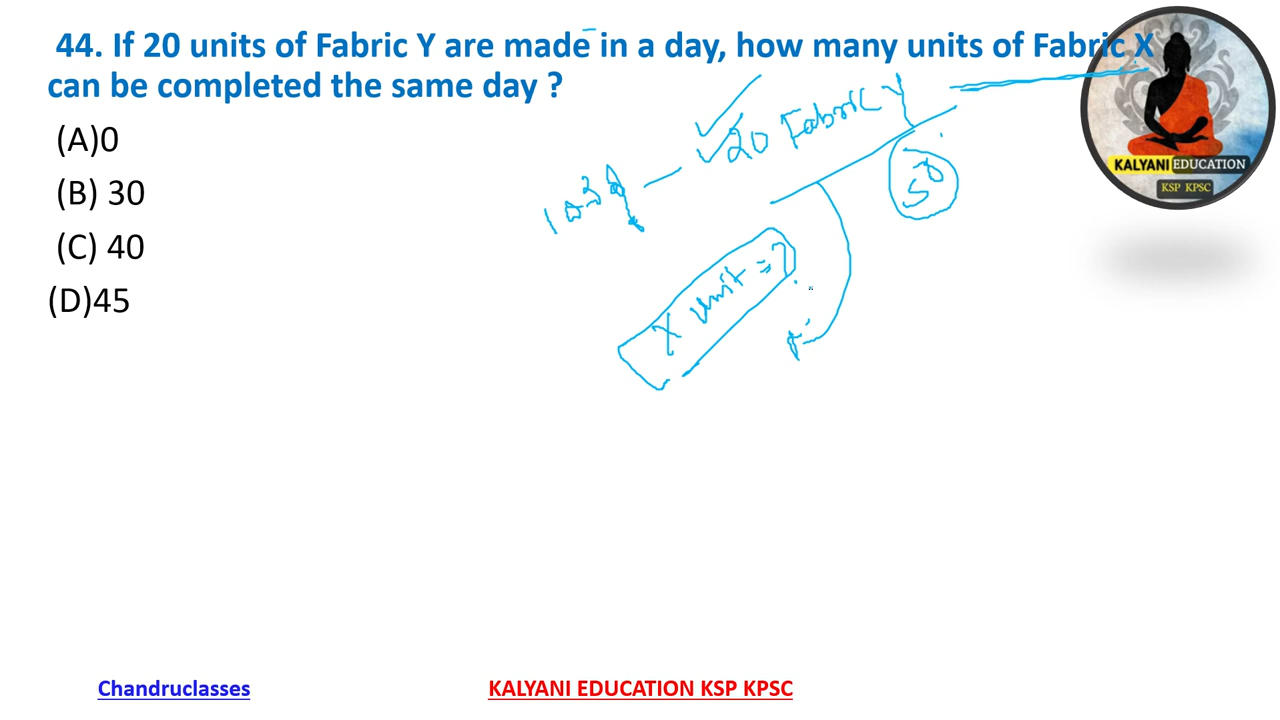 44. If 20 units of Fabric Y are made in a day, how many units of Fabric X
can be completed the same day ?
(A)0
(B) 30
(C) 40
(D)45
20 Fabric Y
50
X unit = ?
KALYANI EDUCATION
KSP KPSC
Chandruclasses
KALYANI EDUCATION KSP KPSC